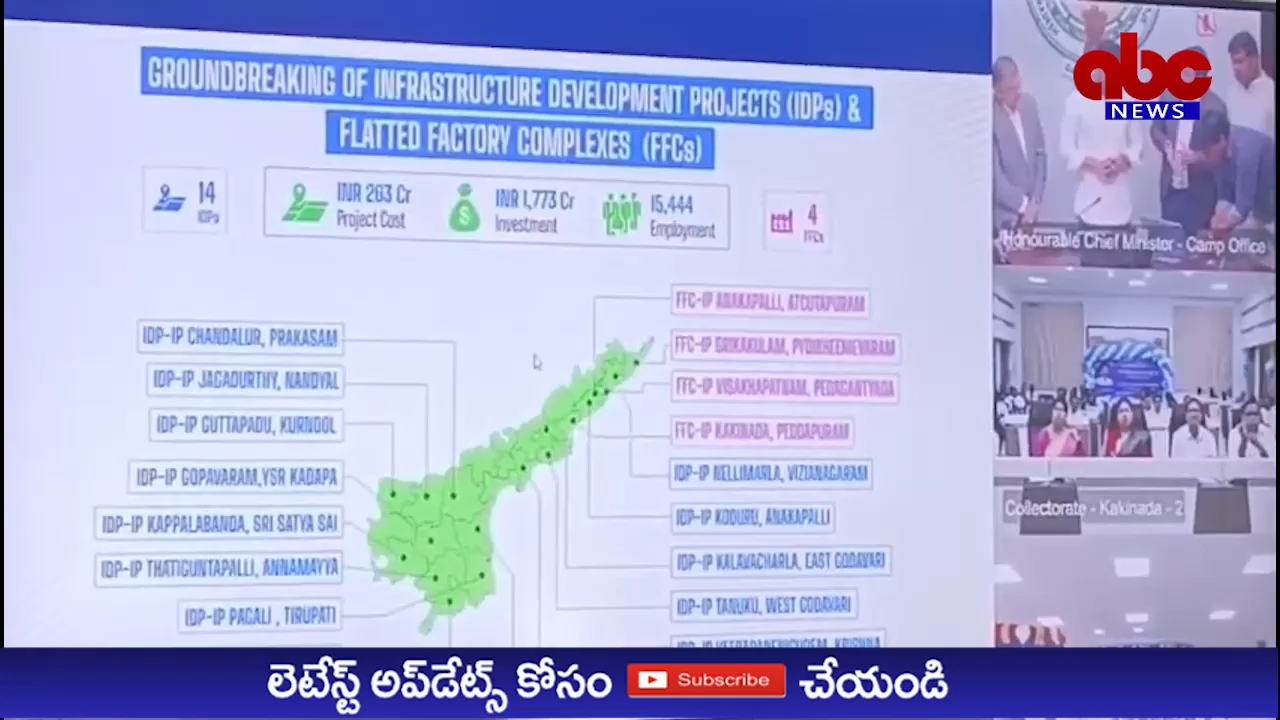 GROUNDBREAKING OF INFRASTRUCTURE DEVELOPMENT PROJECTS (IDPs) &
FLATTED FACTORY COMPLEXES (FFCs)
14
IDPs
INR 263 Cr
Project Cost
INR 1,773 Cr
Investment
15,444
Employment
4
FFCs
IDP-IP CHANDALUR, PRAKASAM
IDP-IP JAGADURTHY, NANDYAL
IDP-IP GUTTAPADU, KURNOOL
IDP-IP GOPAVARAM,YSR KADAPA
IDP-IP KAPPALABANDA, SRI SATYA SAI
IDP-IP THATIGUNTAPALLI, ANNAMAYYA
IDP-IP PAGALI , TIRUPATI
FFC-IP ANAKAPALLI, ATCUTAPURAM
FFC-IP SRIKAKULAM,
FFC-IP VISAKHAPATNAM, PEDAGANTYADA
FFC-IP KAKINADA, PEDDAPURAM
IDP-IP NELLIMARLA, VIZIANAGARAM
IDP-IP KODURU, ANAKAPALLI
IDP-IP KALAVACHARLA, EAST GODAVARI
IDP-IP TANUKU, WEST GODAVARI
abc
NEWS
Honourable Chief Minister - Camp Office
Collectorate - Kakinada - 2
లెటేస్ట్ అప్‌డేట్స్ కోసం Subscribe చేయండి